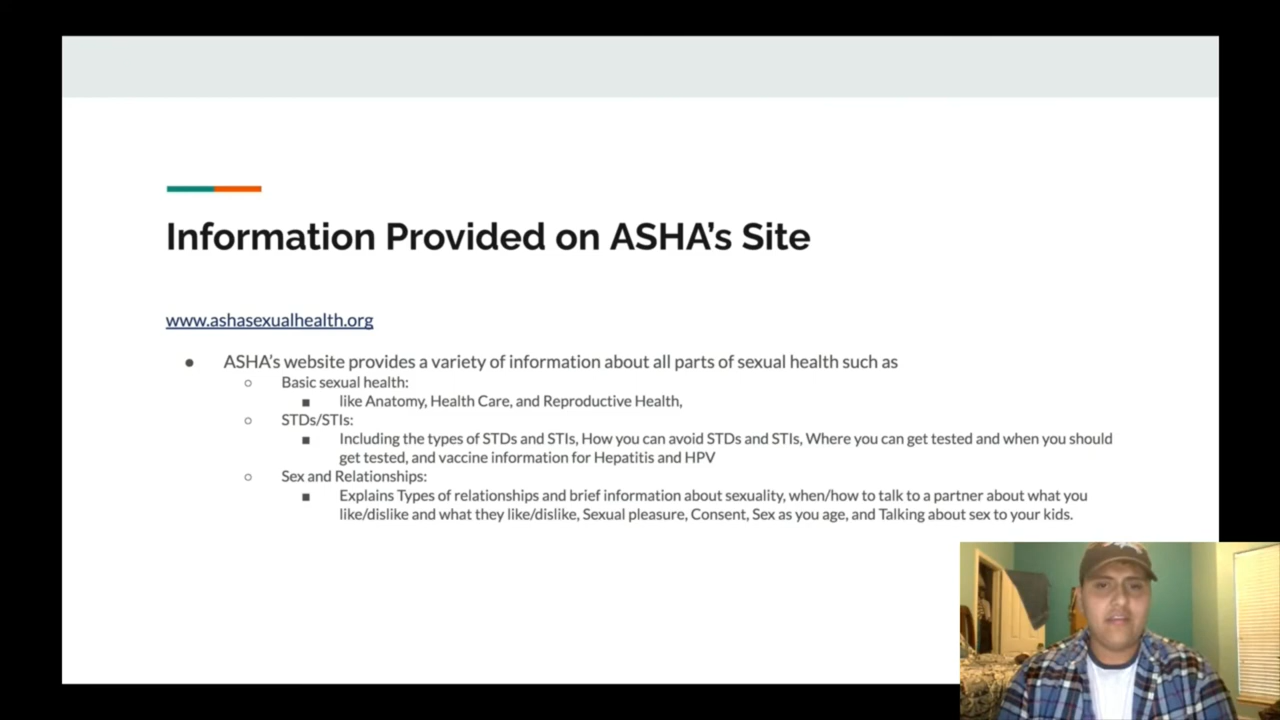 Information Provided on ASHA's Site
www.ashasexualhealth.org
● ASHA's website provides a variety of information about all parts of sexual health such as
○ Basic sexual health:
■ like Anatomy, Health Care, and Reproductive Health,
○ STDs/STIs:
■ Including the types of STDs and STIs, How you can avoid STDs and STIs, Where you can get tested and when you should
get tested, and vaccine information for Hepatitis and HPV
○ Sex and Relationships:
■ Explains Types of relationships and brief information about sexuality, when/how to talk to a partner about what you
like/dislike and what they like/dislike, Sexual pleasure, Consent, Sex as you age, and Talking about sex to your kids.